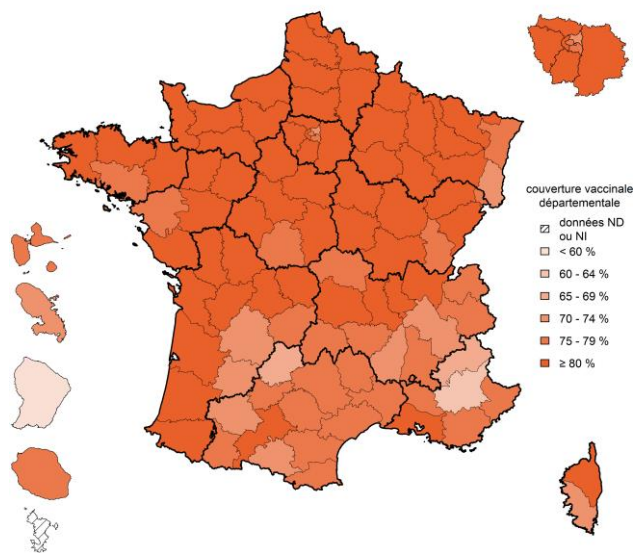 couverture vaccinale
départementale
données ND
ou NI
< 60 %
60 - 64 %
65 - 69 %
70 - 74 %
75 - 79 %
≥ 80 %